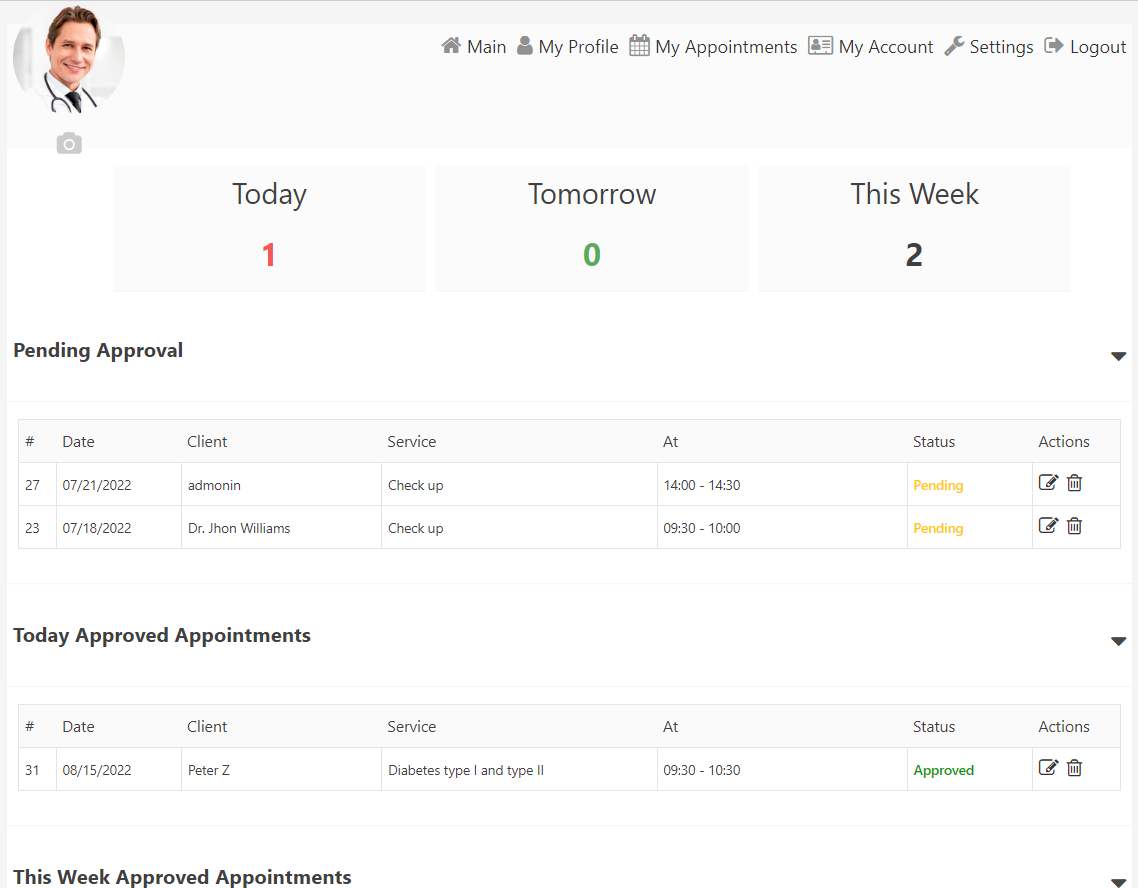 Main My Profile My Appointments My Account Settings Logout
Today Tomorrow This Week
1 0 2
Pending Approval
# Date Client Service At Status Actions
27 07/21/2022 admonin Check up 14:00 - 14:30 Pending
23 07/18/2022 Dr. Jhon Williams Check up 09:30 - 10:00 Pending
Today Approved Appointments
# Date Client Service At Status Actions
31 08/15/2022 Peter Z Diabetes type I and type II 09:30 - 10:30 Approved
This Week Approved Appointments